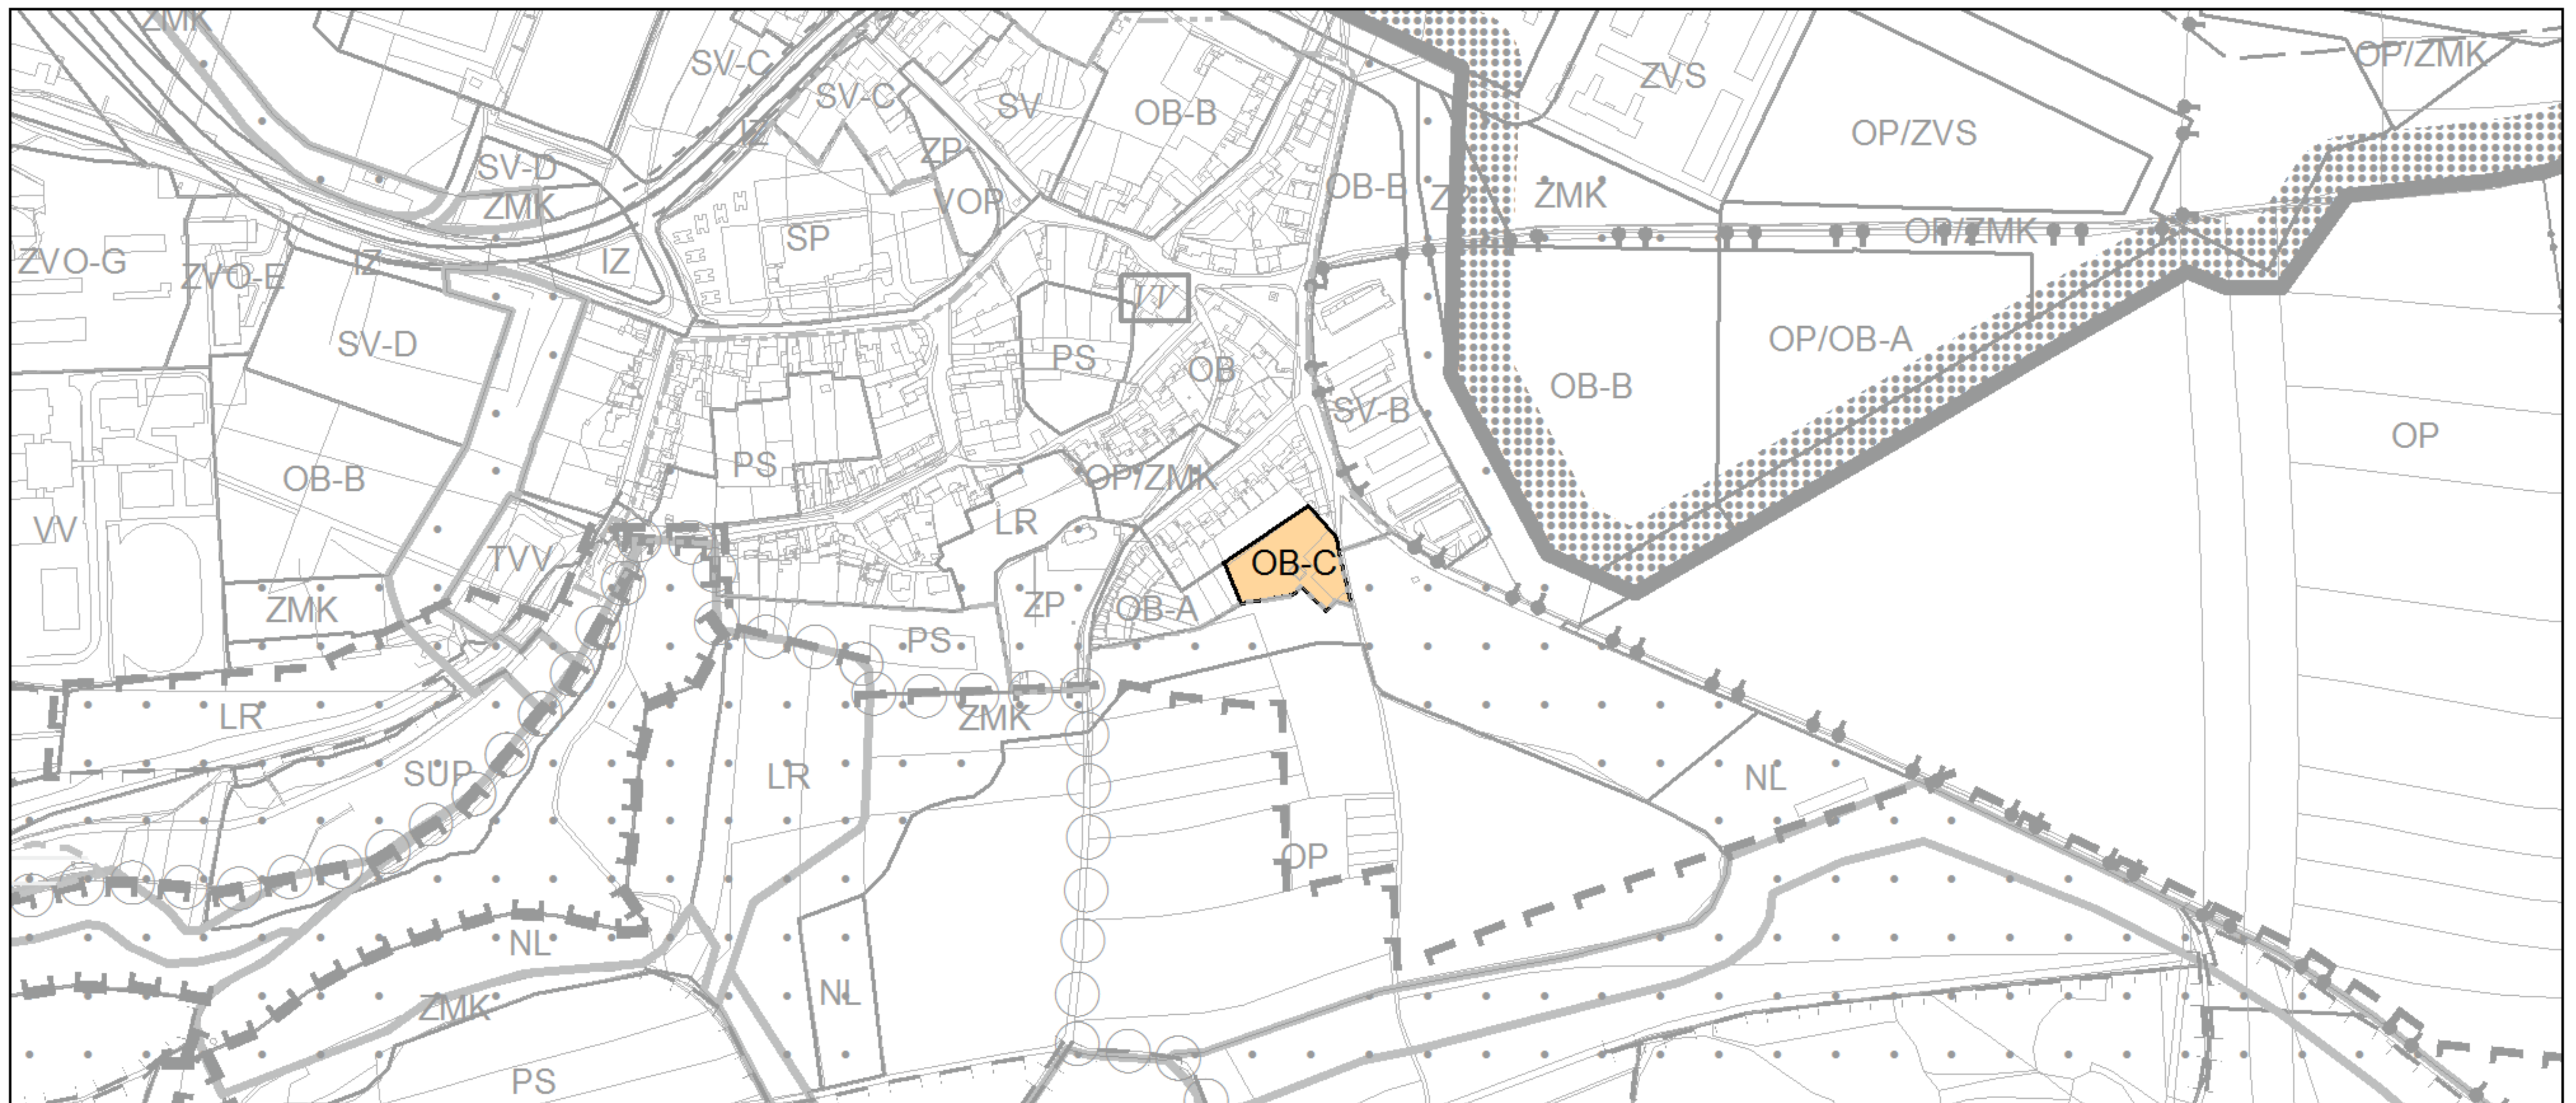 ZMK
SV-C
SV-C
SV
OB-B
ZVS
OP/ZMK
IZ
OP/ZVS
ZP
SV-D
OB-B
ZP
ZMK
ZMK
VOP
SP
OP/ZMK
ZVO-G
ZVO-E
IZ
IZ
VV
SV-D
PS
OB
OP/OB-A
OB-B
SV-B
OP
PS
OB-B
OP/ZMK
VV
LR
TVV
OB-C
ZMK
ZP
OB-A
PS
LR
ZMK
SUP
LR
NL
OP
NL
NL
ZMK
PS